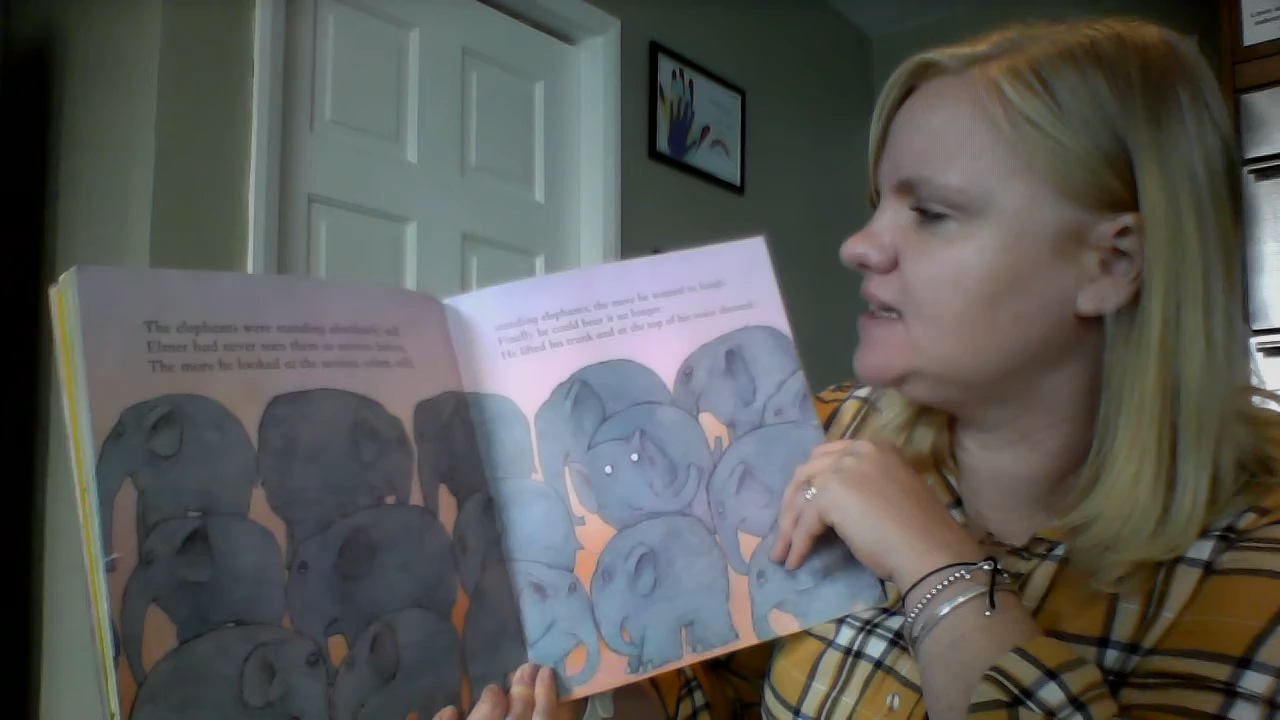 The elephants were standing absolutely still.
Elmer had never seen them so serious before.
The more he looked at the serious, silent, still,
standing elephants, the more he wanted to laugh.
Finally he could bear it no longer.
He lifted his trunk and at the top of his voice shouted: